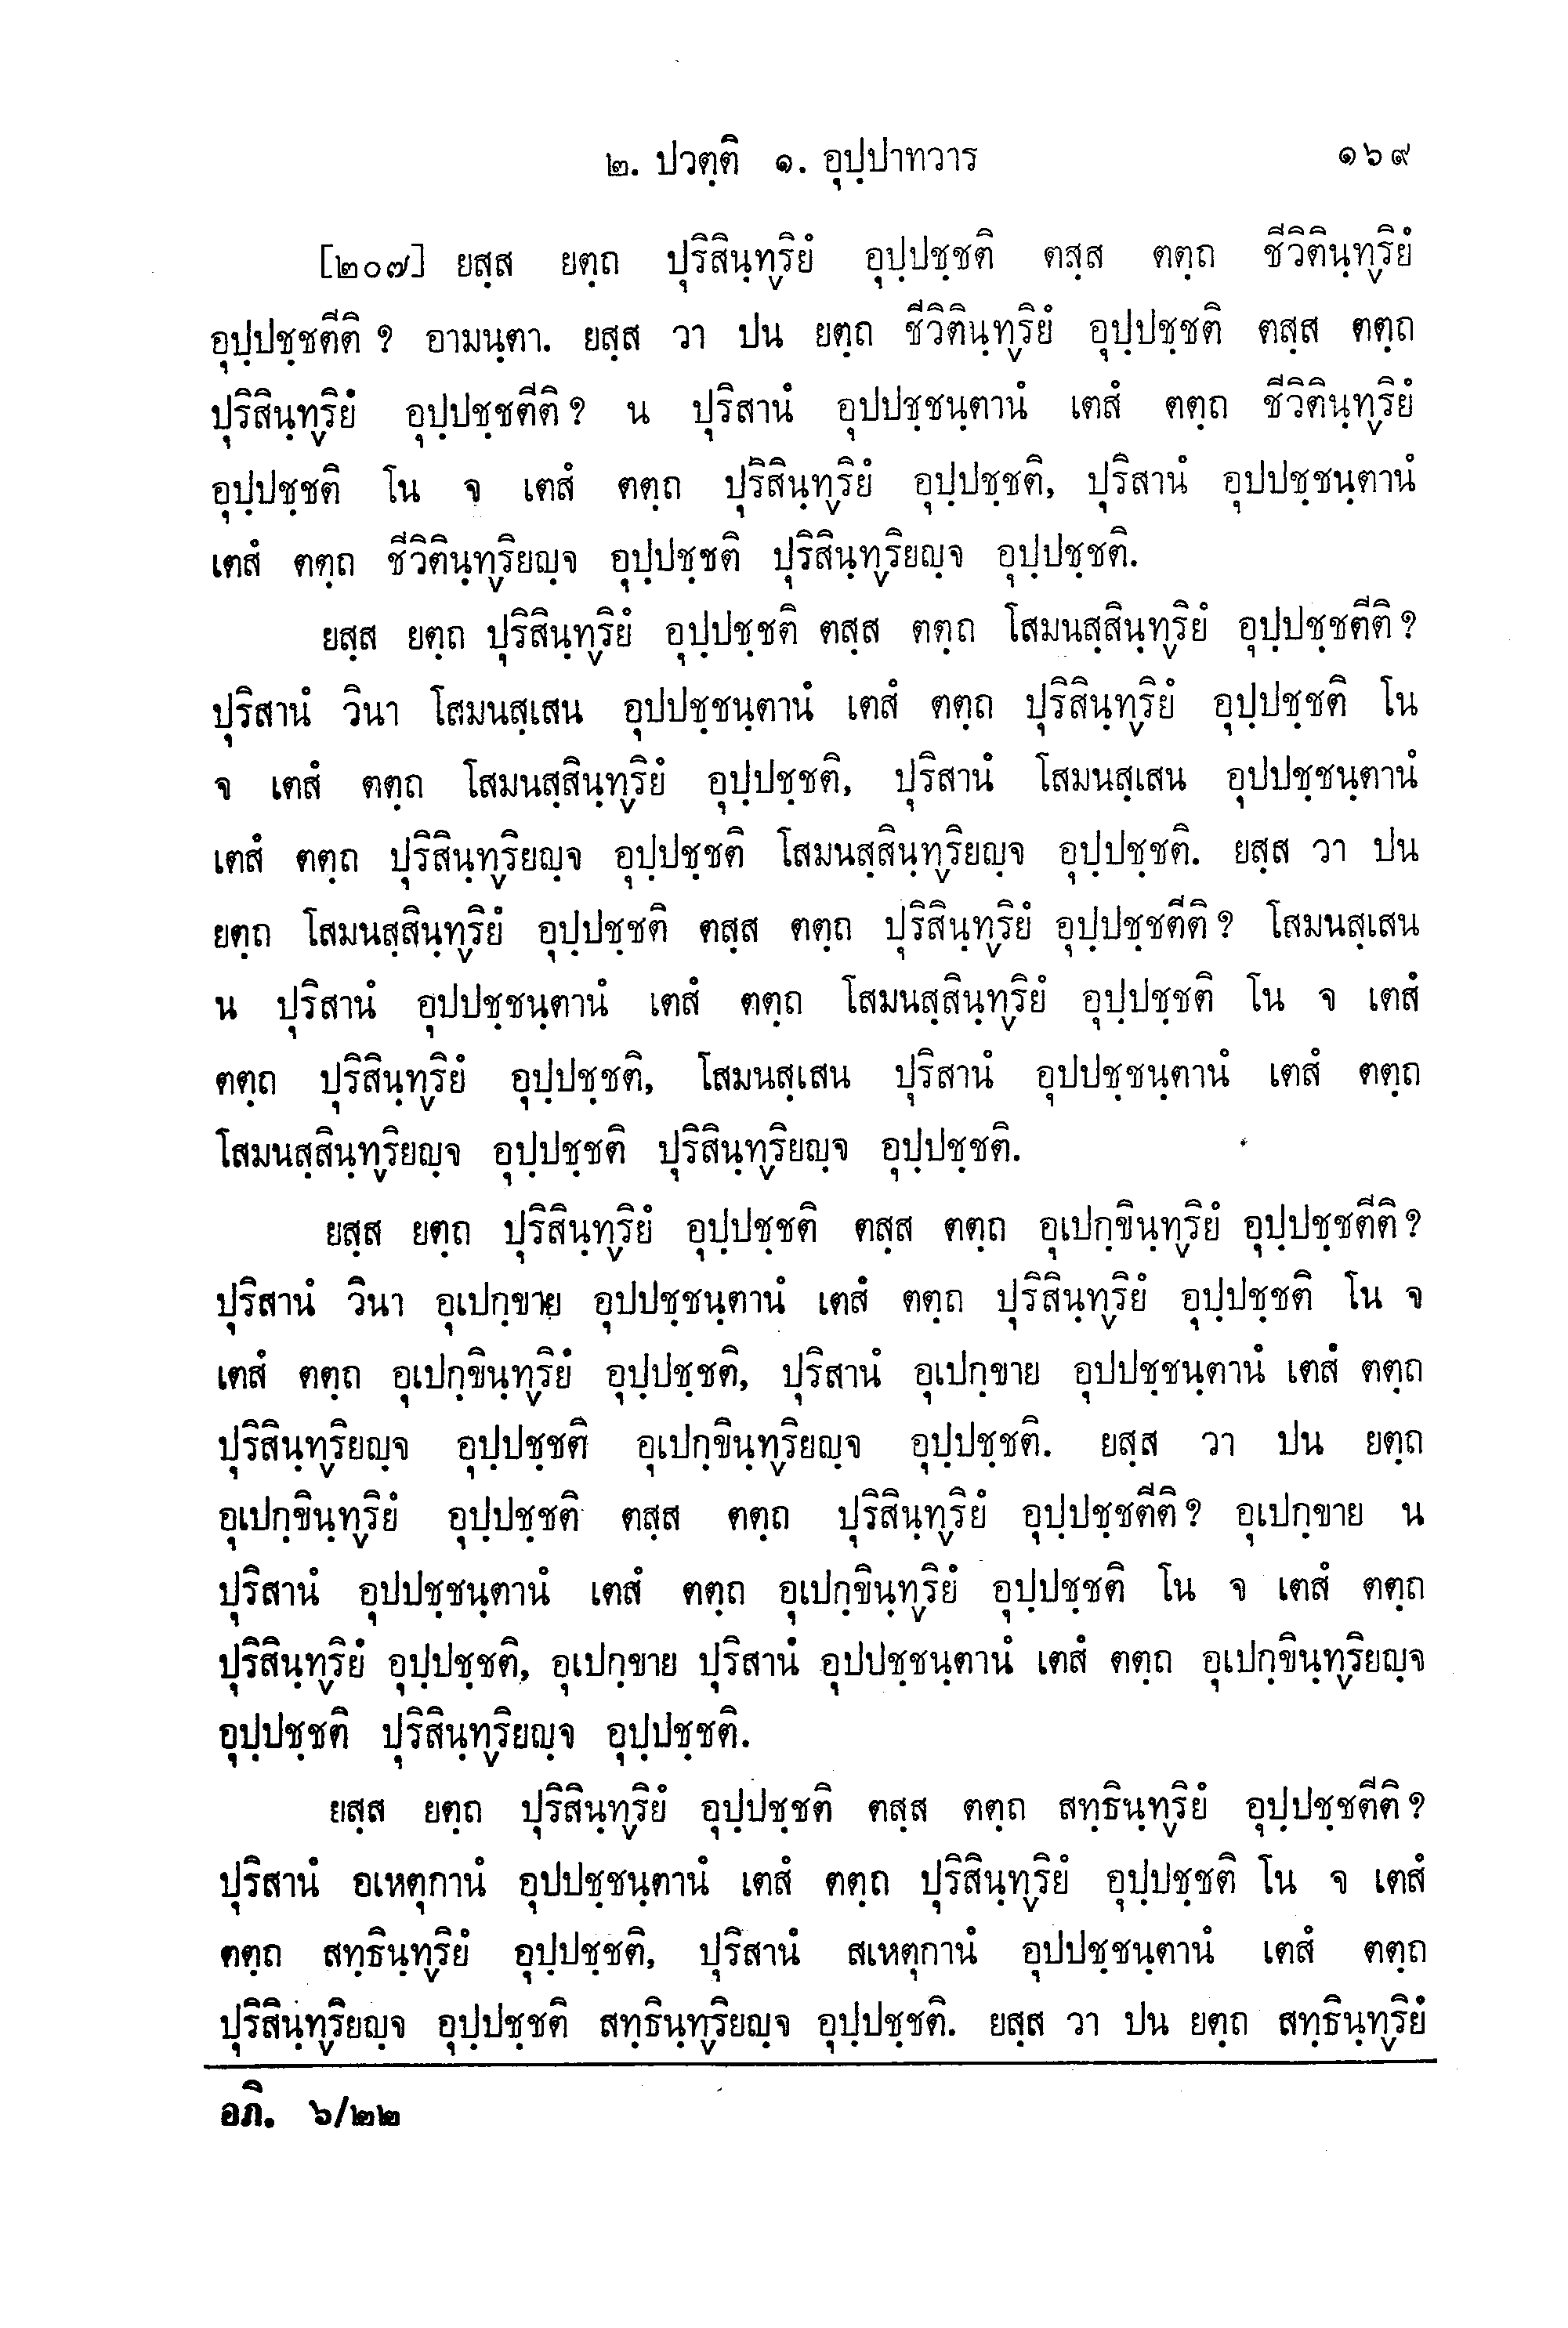 ๒. ปวตฺติ ๑. อุปฺปาทวาร ๑๖๙
[๒๐๗] ยสฺส ยตฺถ ปุริสินฺทฺริยํ อุปฺปชฺชติ ตสฺส ตตฺถ ชีวิตินฺทฺริยํ
อุปฺปชฺชตีติ ? อามนฺตา. ยสฺส วา ปน ยตฺถ ชีวิตินฺทฺริยํ อุปฺปชฺชติ ตสฺส ตตฺถ
ปุริสินฺทฺริยํ อุปฺปชฺชตีติ ? น ปุริสานํ อุปปชฺชนฺตานํ เตสํ ตตฺถ ชีวิตินฺทฺริยํ
อุปฺปชฺชติ โน จ เตสํ ตตฺถ ปุริสินฺทฺริยํ อุปฺปชฺชติ, ปุริสานํ อุปปชฺชนฺตานํ
เตสํ ตตฺถ ชีวิตินฺทฺริยญฺจ อุปฺปชฺชติ ปุริสินฺทฺริยญฺจ อุปฺปชฺชติ.
ยสฺส ยตฺถ ปุริสินฺทฺริยํ อุปฺปชฺชติ ตสฺส ตตฺถ โสมนสฺสินฺทฺริยํ อุปฺปชฺชตีติ ?
ปุริสานํ วินา โสมนสฺเสน อุปปชฺชนฺตานํ เตสํ ตตฺถ ปุริสินฺทฺริยํ อุปฺปชฺชติ โน
จ เตสํ ตตฺถ โสมนสฺสินฺทฺริยํ อุปฺปชฺชติ, ปุริสานํ โสมนสฺเสน อุปปชฺชนฺตานํ
เตสํ ตตฺถ ปุริสินฺทฺริยญฺจ อุปฺปชฺชติ โสมนสฺสินฺทฺริยญฺจ อุปฺปชฺชติ. ยสฺส วา ปน
ยตฺถ โสมนสฺสินฺทฺริยํ อุปฺปชฺชติ ตสฺส ตตฺถ ปุริสินฺทฺริยํ อุปฺปชฺชตีติ ? โสมนสฺเสน
น ปุริสานํ อุปปชฺชนฺตานํ เตสํ ตตฺถ โสมนสฺสินฺทฺริยํ อุปฺปชฺชติ โน จ เตสํ
ตตฺถ ปุริสินฺทฺริยํ อุปฺปชฺชติ, โสมนสฺเสน ปุริสานํ อุปปชฺชนฺตานํ เตสํ ตตฺถ
โสมนสฺสินฺทฺริยญฺจ อุปฺปชฺชติ ปุริสินฺทฺริยญฺจ อุปฺปชฺชติ.
ยสฺส ยตฺถ ปุริสินฺทฺริยํ อุปฺปชฺชติ ตสฺส ตตฺถ อุเปกฺขินฺทฺริยํ อุปฺปชฺชตีติ ?
ปุริสานํ วินา อุเปกฺขาย อุปปชฺชนฺตานํ เตสํ ตตฺถ ปุริสินฺทฺริยํ อุปฺปชฺชติ โน จ
เตสํ ตตฺถ อุเปกฺขินฺทฺริยํ อุปฺปชฺชติ, ปุริสานํ อุเปกฺขาย อุปปชฺชนฺตานํ เตสํ ตตฺถ
ปุริสินฺทฺริยญฺจ อุปฺปชฺชติ อุเปกฺขินฺทฺริยญฺจ อุปฺปชฺชติ. ยสฺส วา ปน ยตฺถ
อุเปกฺขินฺทฺริยํ อุปฺปชฺชติ ตสฺส ตตฺถ ปุริสินฺทฺริยํ อุปฺปชฺชตีติ ? อุเปกฺขาย น
ปุริสานํ อุปปชฺชนฺตานํ เตสํ ตตฺถ อุเปกฺขินฺทฺริยํ อุปฺปชฺชติ โน จ เตสํ ตตฺถ
ปุริสินฺทฺริยํ อุปฺปชฺชติ, อุเปกฺขาย ปุริสานํ อุปปชฺชนฺตานํ เตสํ ตตฺถ อุเปกฺขินฺทฺริยญฺจ
อุปฺปชฺชติ ปุริสินฺทฺริยญฺจ อุปฺปชฺชติ.
ยสฺส ยตฺถ ปุริสินฺทฺริยํ อุปฺปชฺชติ ตสฺส ตตฺถ สทฺธินฺทฺริยํ อุปฺปชฺชตีติ ?
ปุริสานํ อเหตุกานํ อุปปชฺชนฺตานํ เตสํ ตตฺถ ปุริสินฺทฺริยํ อุปฺปชฺชติ โน จ เตสํ
ตตฺถ สทฺธินฺทฺริยํ อุปฺปชฺชติ, ปุริสานํ สเหตุกานํ อุปปชฺชนฺตานํ เตสํ ตตฺถ
ปุริสินฺทฺริยญฺจ อุปฺปชฺชติ สทฺธินฺทฺริยญฺจ อุปฺปชฺชติ. ยสฺส วา ปน ยตฺถ สทฺธินฺทฺริยํ
อภิ. ๖/๒๒